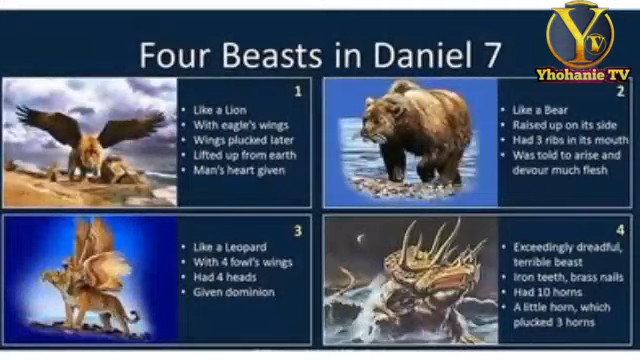 Yhohanie TV
Four Beasts in Daniel 7
1
• Like a Lion
• With eagle's wings
• Wings plucked later
• Lifted up from earth
• Man's heart given
2
• Like a Bear
• Raised up on its side
• Had 3 ribs in its mouth
• Was told to arise and
devour much flesh
3
• Like a Leopard
• With 4 fowl's wings
• Had 4 heads
• Given dominion
4
• Exceedingly dreadful,
terrible beast
• Iron teeth, brass nails
• Had 10 horns
• A little horn, which
plucked 3 horns